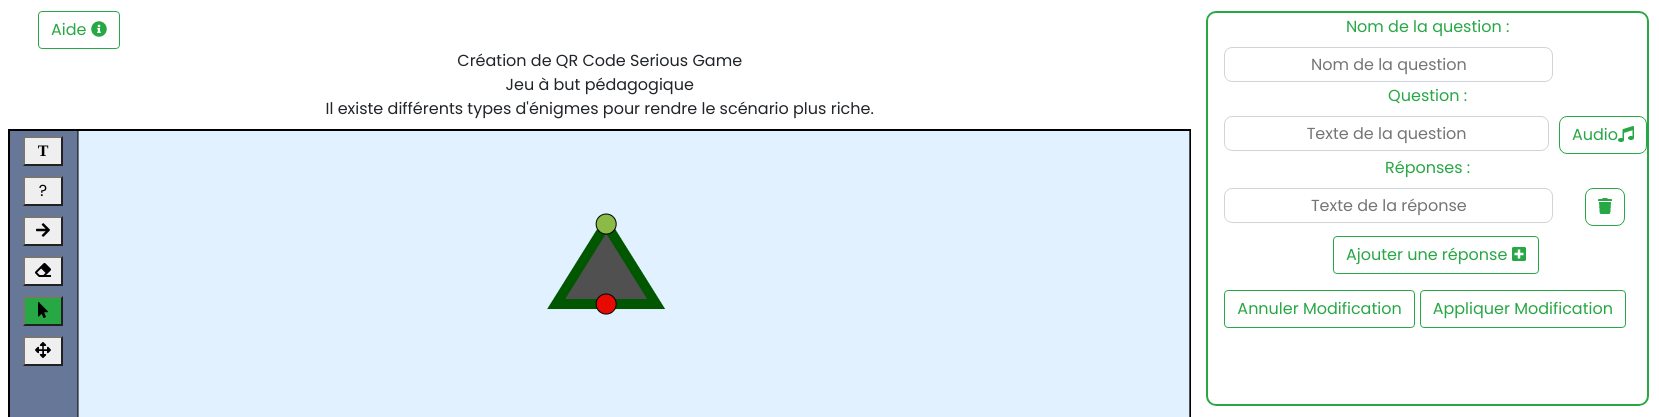 Aide
Création de QR Code Serious Game
Jeu à but pédagogique
Il existe différents types d'énigmes pour rendre le scénario plus riche.
T
?
Nom de la question :
Nom de la question
Question :
Texte de la question
Audio
Réponses :
Texte de la réponse
Ajouter une réponse
Annuler Modification
Appliquer Modification